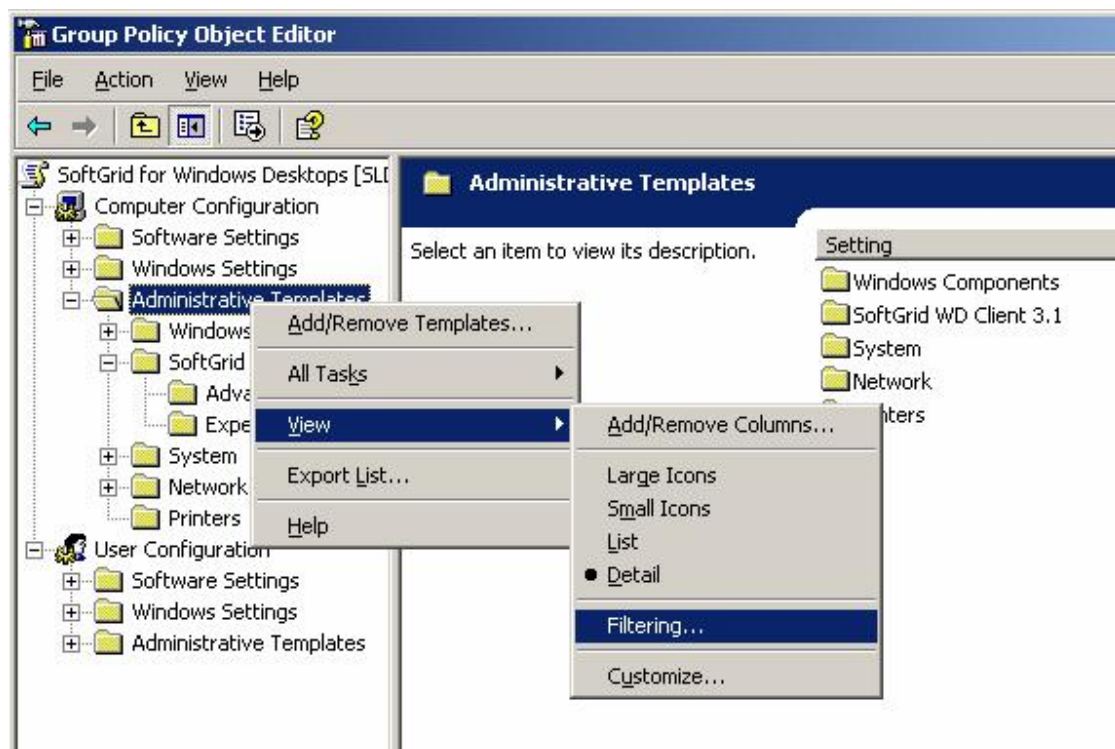 Group Policy Object Editor
File Action View Help
SoftGrid for Windows Desktops [SLD
Computer Configuration
Software Settings
Windows Settings
Administrative Templates
Windows
SoftGrid
Adva
Expe
System
Network
Printers
User Configuration
Software Settings
Windows Settings
Administrative Templates
Add/Remove Templates...
All Tasks
View
Export List...
Help
Add/Remove Columns...
Large Icons
Small Icons
List
Detail
Filtering...
Customize...
Administrative Templates
Select an item to view its description.
Setting
Windows Components
SoftGrid WD Client 3.1
System
Network
nters